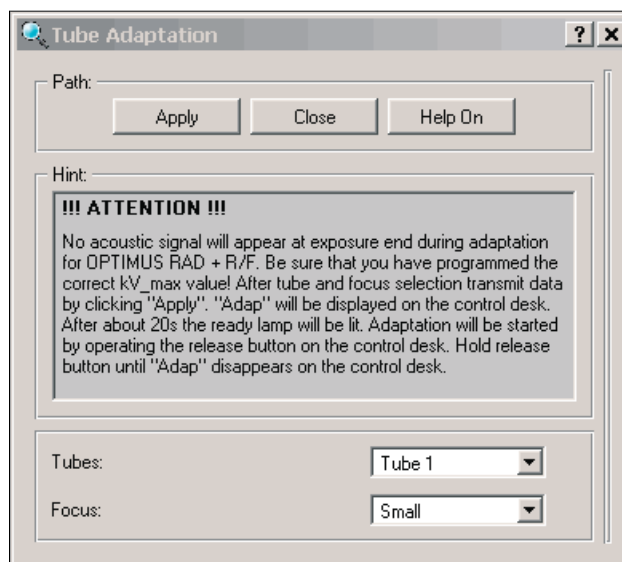 Tube Adaptation
? x
Path:
Apply Close Help On
Hint:
!!! ATTENTION !!!
No acoustic signal will appear at exposure end during adaptation
for OPTIMUS RAD + R/F. Be sure that you have programmed the
correct kV_max value! After tube and focus selection transmit data
by clicking "Apply". "Adap" will be displayed on the control desk.
After about 20s the ready lamp will be lit. Adaptation will be started
by operating the release button on the control desk. Hold release
button until "Adap" disappears on the control desk.
Tubes: Tube 1
Focus: Small